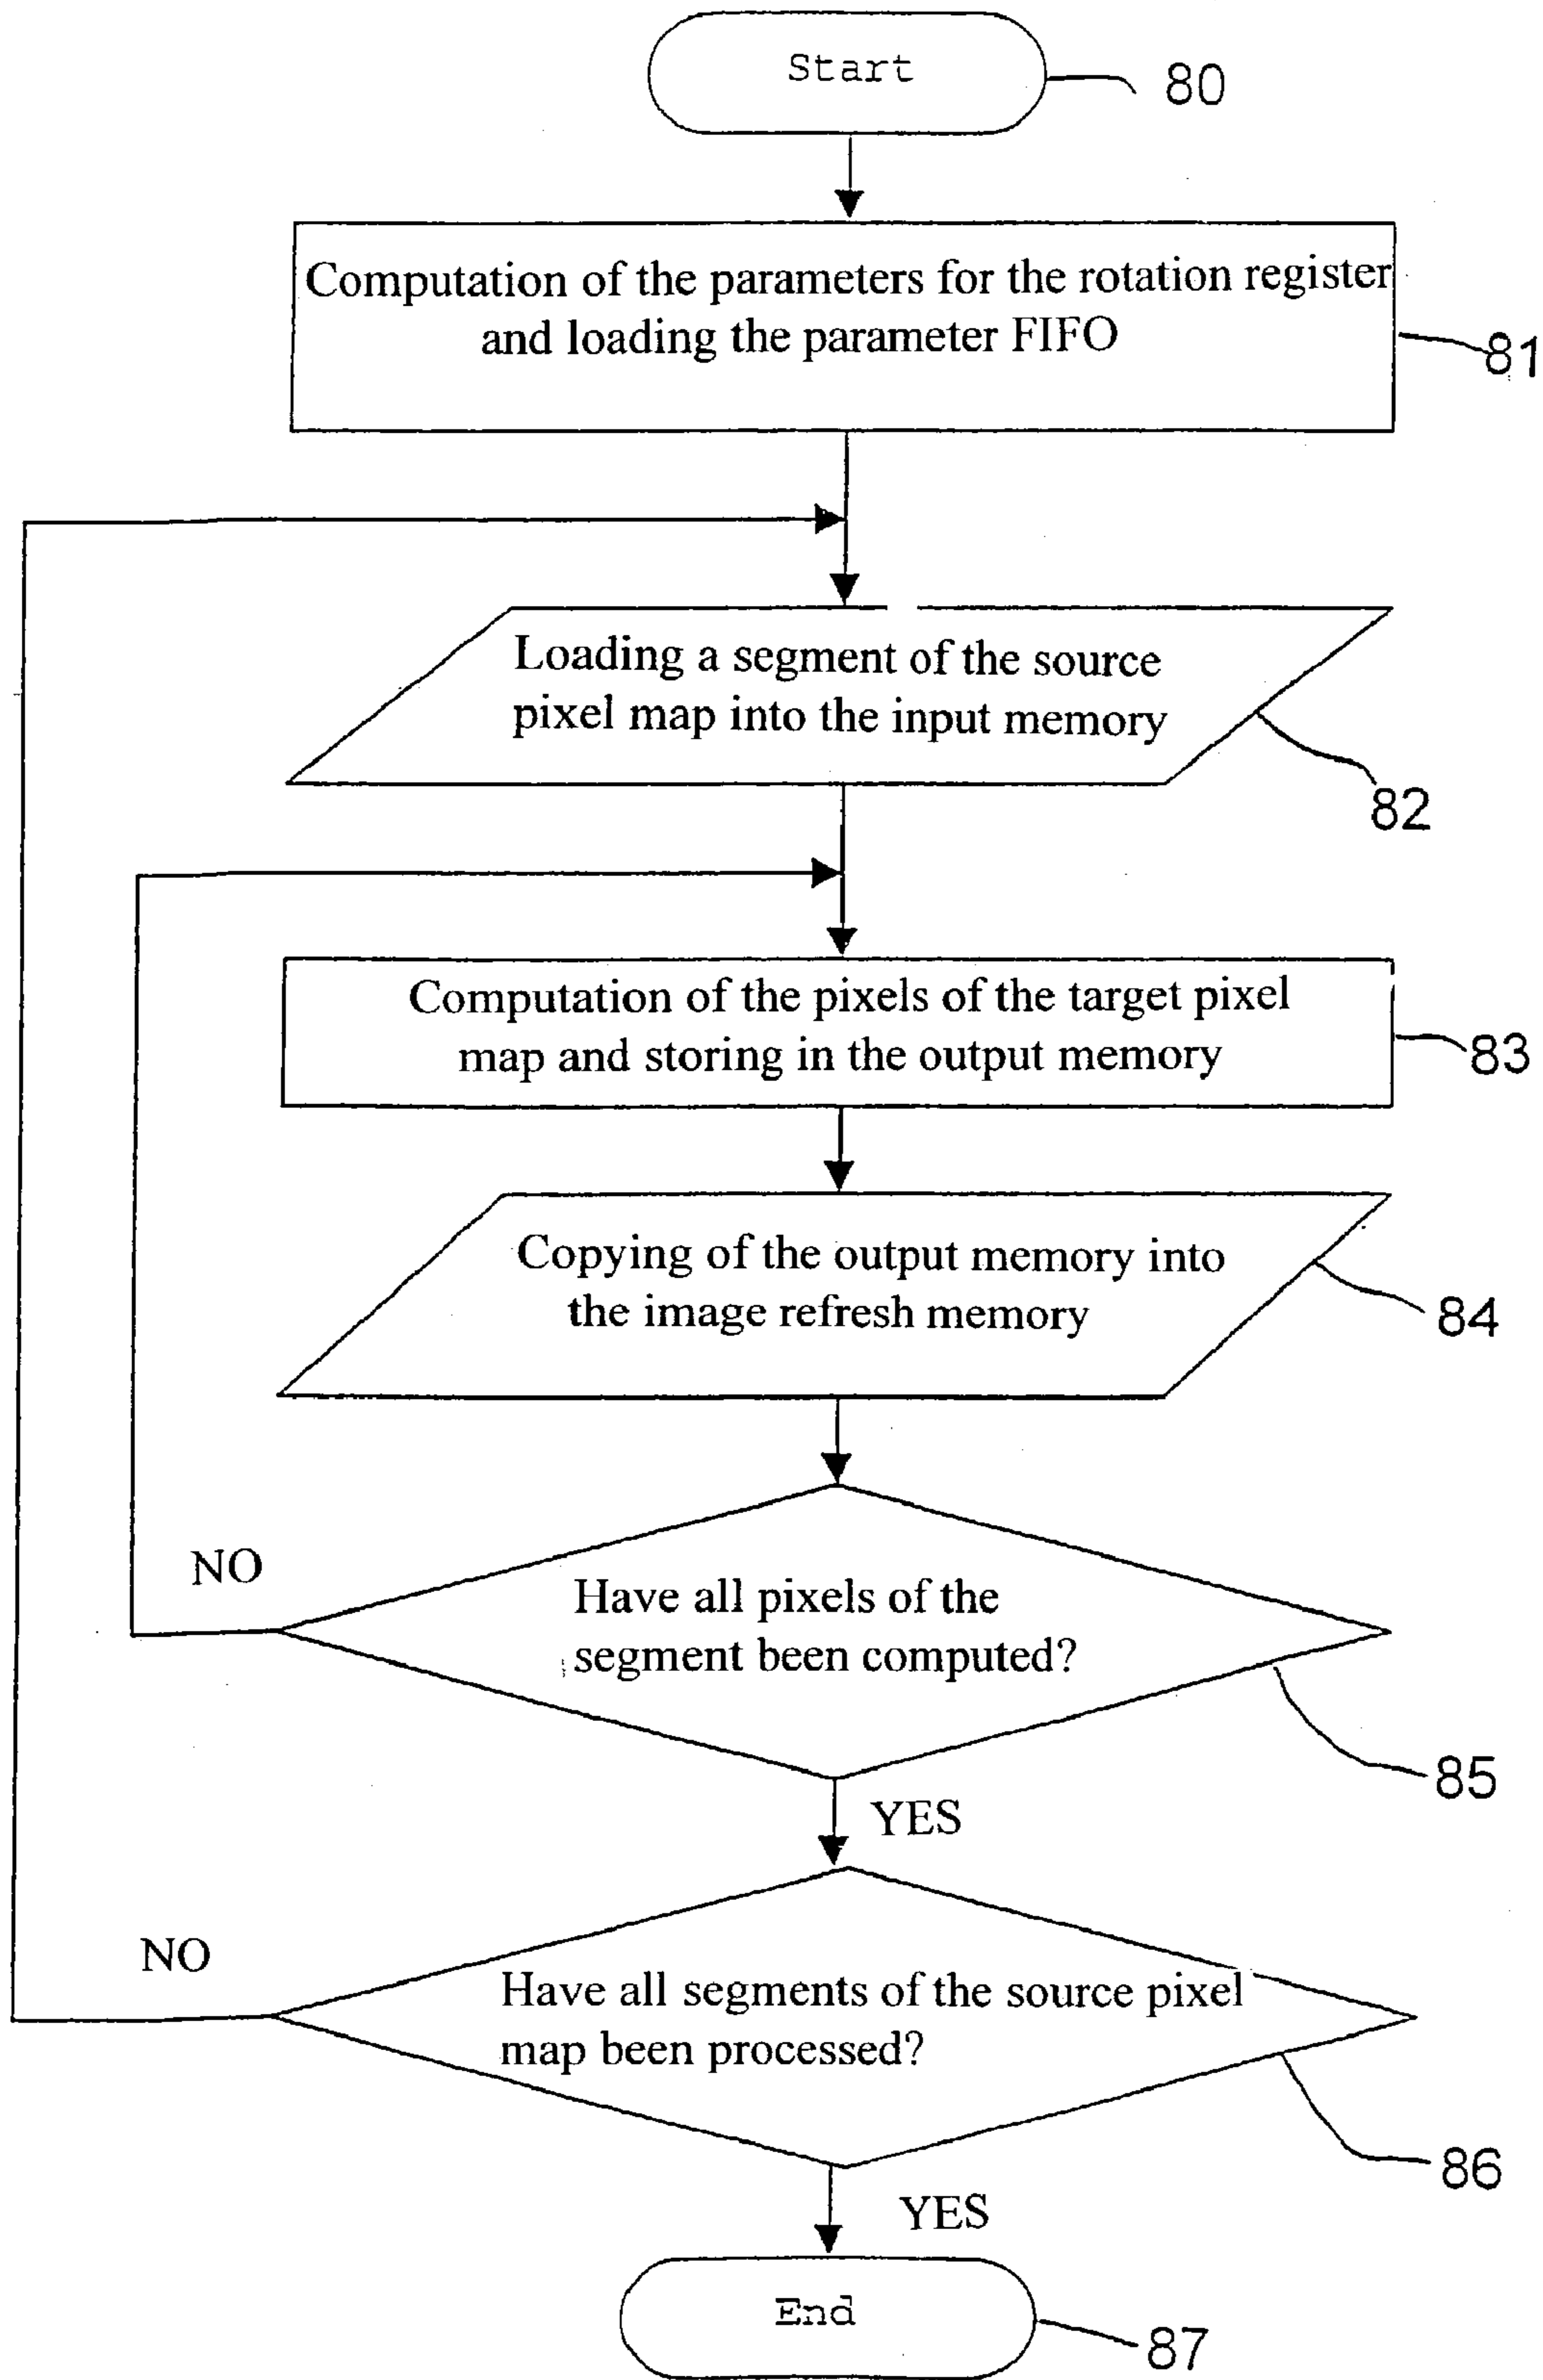 Start
80
Computation of the parameters for the rotation register
and loading the parameter FIFO
81
Loading a segment of the source
pixel map into the input memory
82
Computation of the pixels of the target pixel
map and storing in the output memory
83
Copying of the output memory into
the image refresh memory
84
NO
Have all pixels of the
segment been computed?
85
YES
NO
Have all segments of the source pixel
map been processed?
86
YES
End
87